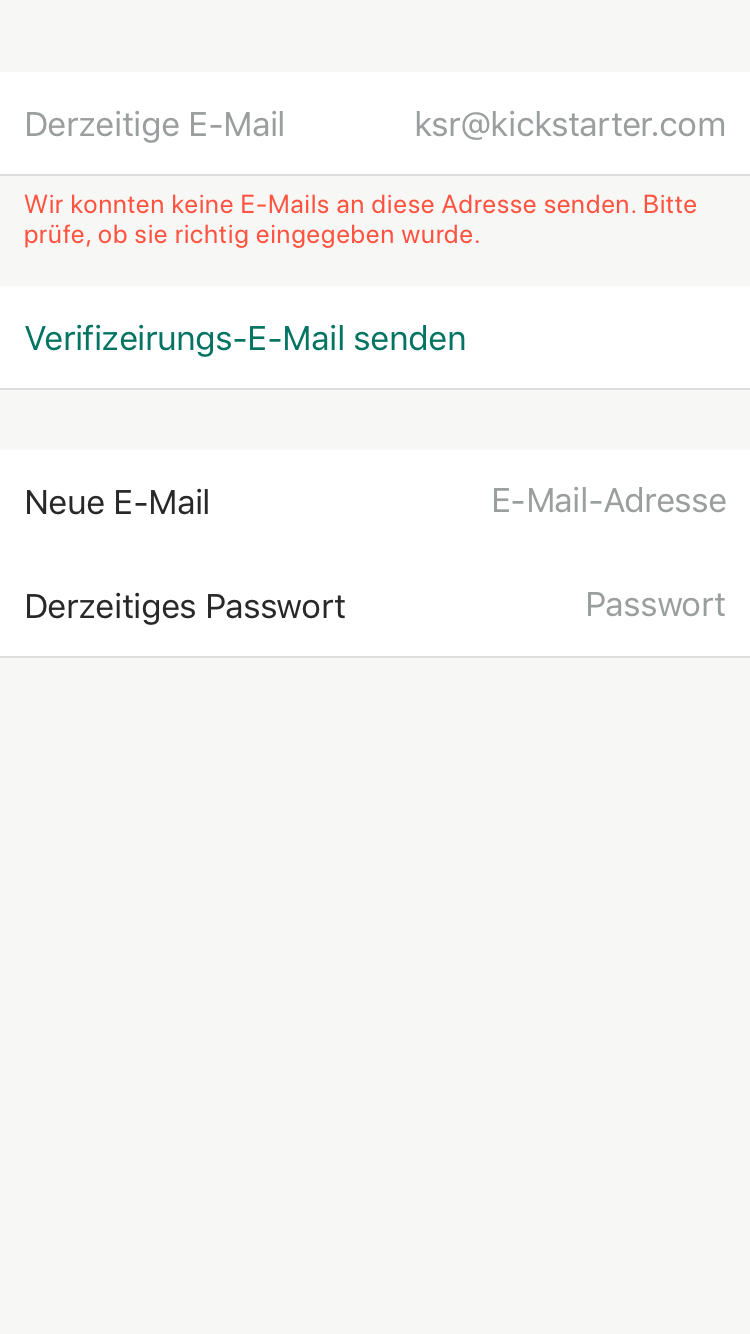 Derzeitige E-Mail ksr@kickstarter.com
Wir konnten keine E-Mails an diese Adresse senden. Bitte
prüfe, ob sie richtig eingegeben wurde.
Verifizeirungs-E-Mail senden
Neue E-Mail E-Mail-Adresse
Derzeitiges Passwort Passwort